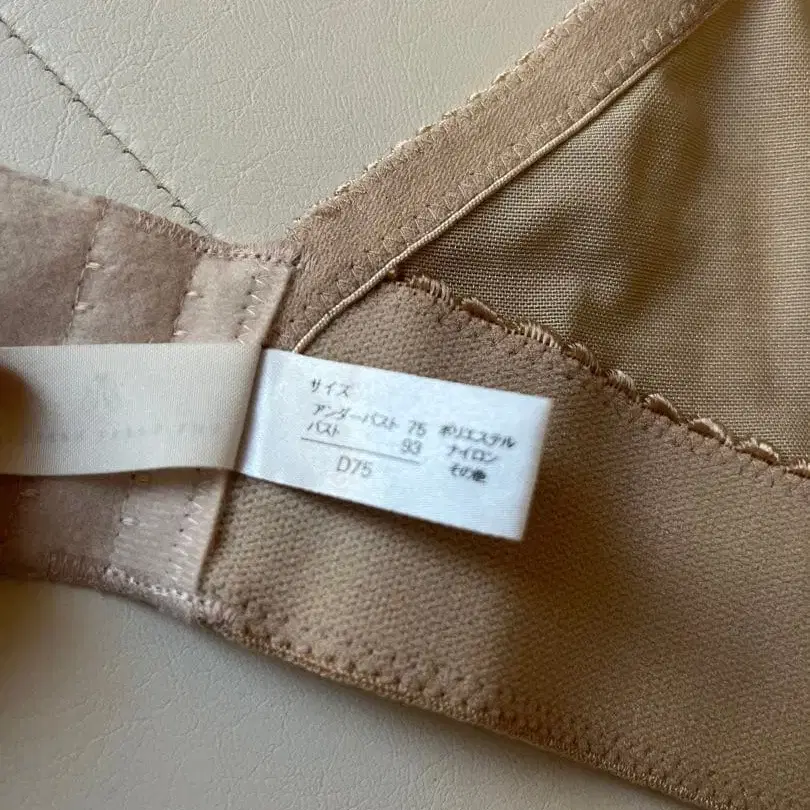 サイズ
アンダーバスト 75
バスト 93
D75
ポリエステル
ナイロン
その他